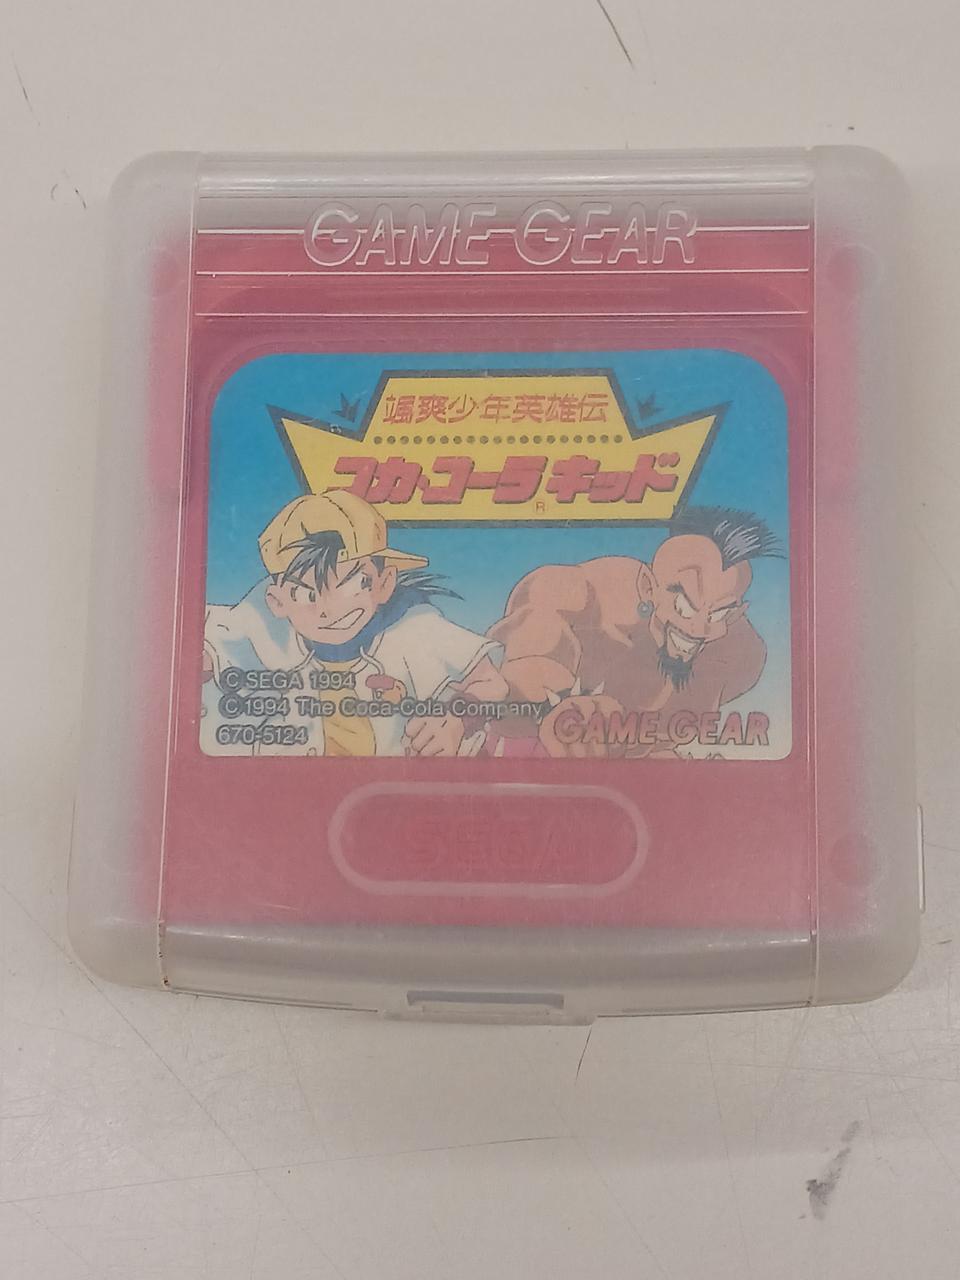 GAME GEAR
颯爽少年英雄伝
コカ・コーラ キッド
R
© SEGA 1994
© 1994 The Coca-Cola Company
670-5124
GAME GEAR
SEGA